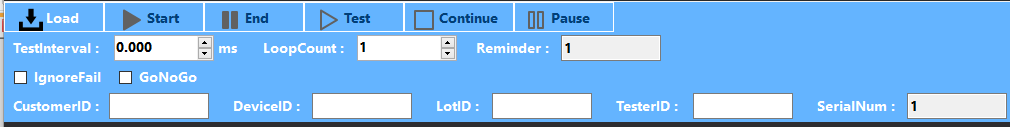 Load Start End Test Continue Pause
TestInterval : 0.000 ms LoopCount : 1 Reminder : 1
IgnoreFail GoNoGo
CustomerID : DeviceID : LotID : TesterID : SerialNum : 1